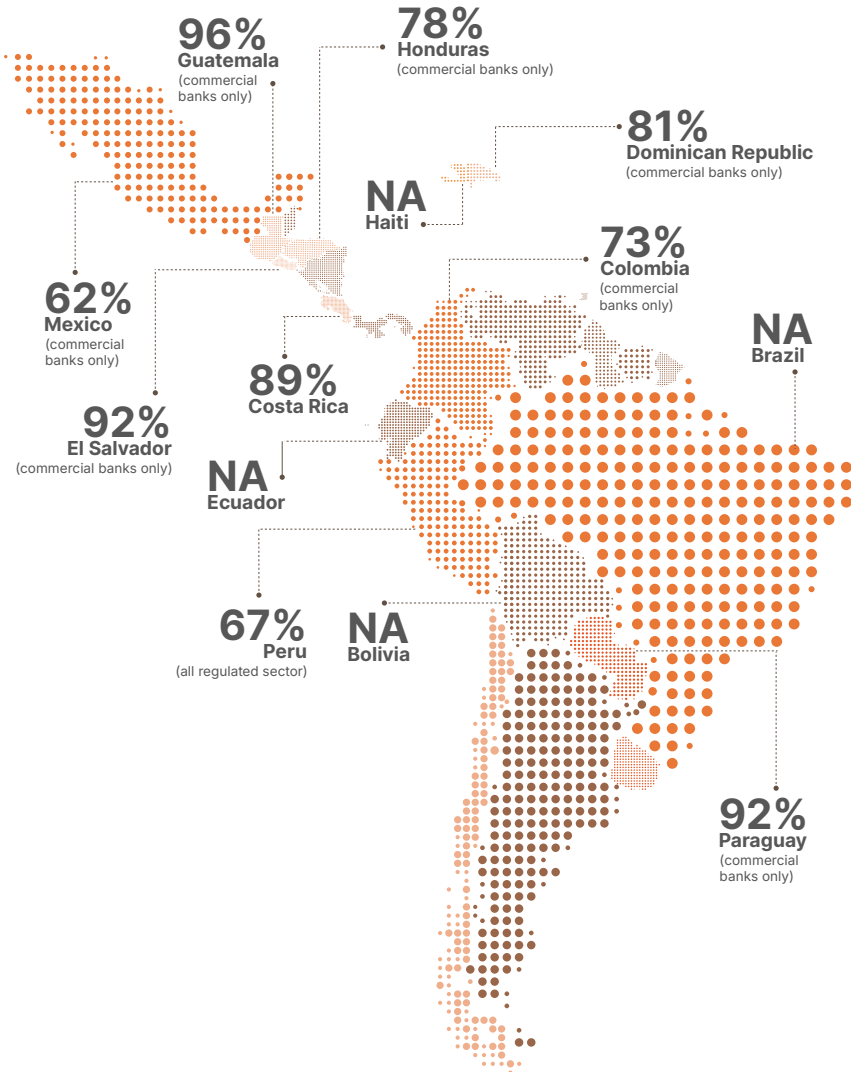 96%
Guatemala
(commercial
banks only)
78%
Honduras
(commercial banks only)
81%
Dominican Republic
(commercial banks only)
NA
Haiti
73%
Colombia
(commercial
banks only)
62%
Mexico
(commercial
banks only)
NA
Brazil
89%
Costa Rica
92%
El Salvador
(commercial banks only)
NA
Ecuador
67%
Peru
(all regulated sector)
NA
Bolivia
92%
Paraguay
(commercial
banks only)